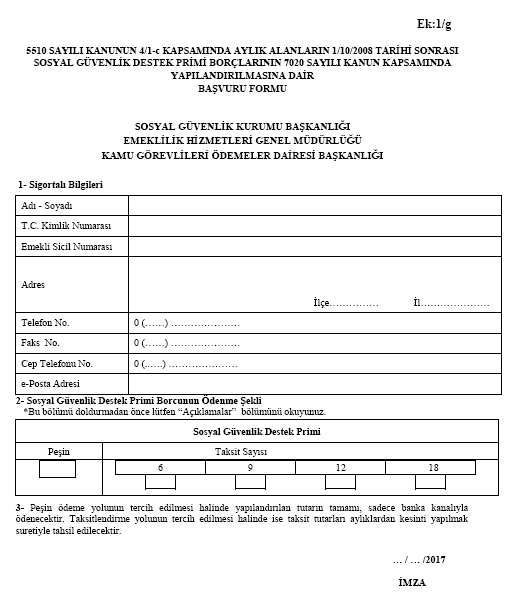 Ek:1/g
5510 SAYILI KANUNUN 4/1-c KAPSAMINDA AYLIK ALANLARIN 1/10/2008 TARİHİ SONRASI
SOSYAL GÜVENLİK DESTEK PRİMİ BORÇLARININ 7020 SAYILI KANUN KAPSAMINDA
YAPILANDIRILMASINA DAİR
BAŞVURU FORMU
SOSYAL GÜVENLİK KURUMU BAŞKANLIĞI
EMEKLİLİK HİZMETLERİ GENEL MÜDÜRLÜĞÜ
KAMU GÖREVLİLERİ ÖDEMELER DAİRESİ BAŞKANLIĞI
1- Sigortalı Bilgileri
Adı - Soyadı
T.C. Kimlik Numarası
Emekli Sicil Numarası
Adres
İlçe…………… İl…………………
Telefon No. 0 (……) …………………
Faks No. 0 (……) …………………
Cep Telefonu No. 0 (……) …………………
e-Posta Adresi
2- Sosyal Güvenlik Destek Primi Borcunun Ödenme Şekli
*Bu bölümü doldurmadan önce lütfen “Açıklamalar” bölümünü okuyunuz.
Sosyal Güvenlik Destek Primi
Peşin Taksit Sayısı
6 9 12 18
3- Peşin ödeme yolunun tercih edilmesi halinde yapılandırılan tutarın tamamı, sadece banka kanalıyla
ödenecektir. Taksitlendirme yolunun tercih edilmesi halinde ise taksit tutarları aylıklardan kesinti yapılmak
suretiyle tahsil edilecektir.
… / … /2017
İMZA